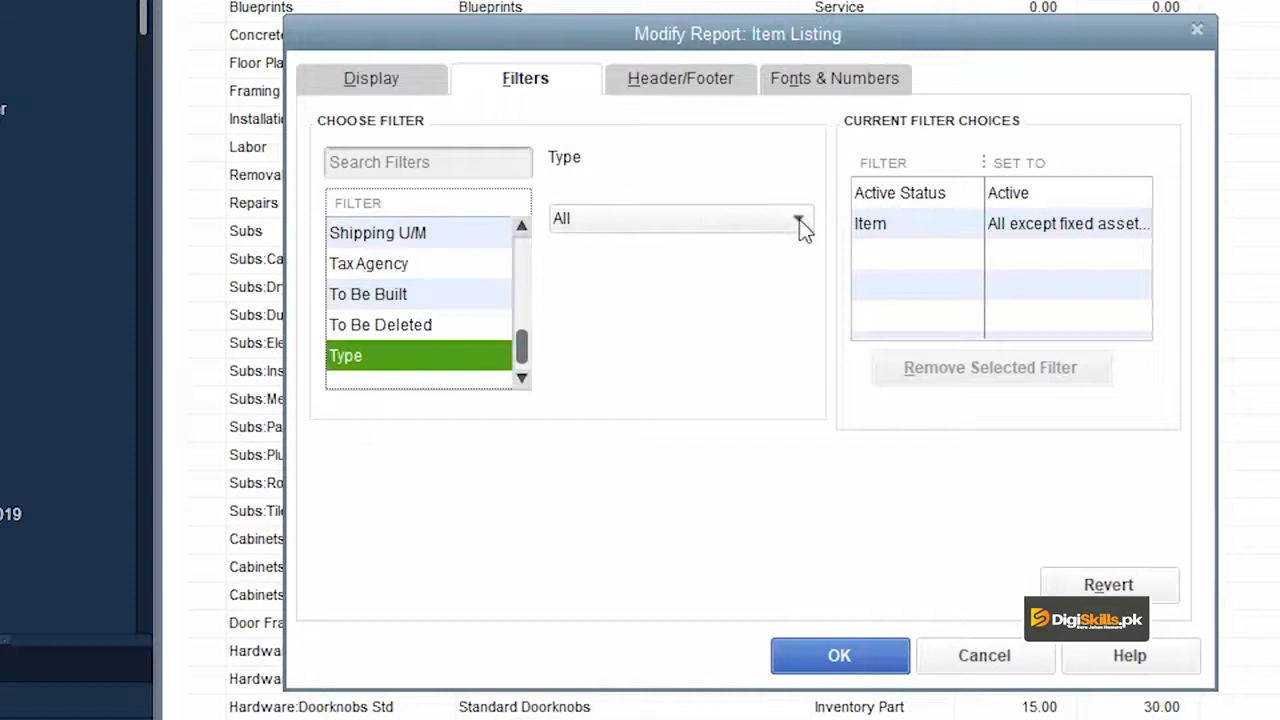 Blueprints Blueprints Service 0.00 0.00
Concrete
Modify Report: Item Listing
Floor Pla
Display Filters Header/Footer Fonts & Numbers
Framing
r
Installatio
CHOOSE FILTER CURRENT FILTER CHOICES
Labor
Search Filters Type FILTER SET TO
Removal
Active Status Active
Repairs
FILTER
All Item All except fixed asset...
Subs
Shipping U/M
Subs:Ca
Tax Agency
Subs:Dr
To Be Built
Subs:Du
To Be Deleted
Subs:Ele
Type
Subs:Ins
Remove Selected Filter
Subs:Me
Subs:Pa
Subs:Plu
Subs:Ro
Subs:Tile
019
Cabinets
Cabinets
Cabinets
Revert
Door Fra
DigiSkills.pk
Hardwa
OK Cancel Help
Hardwa
Hardware:Doorknobs Std Standard Doorknobs Inventory Part 15.00 30.00